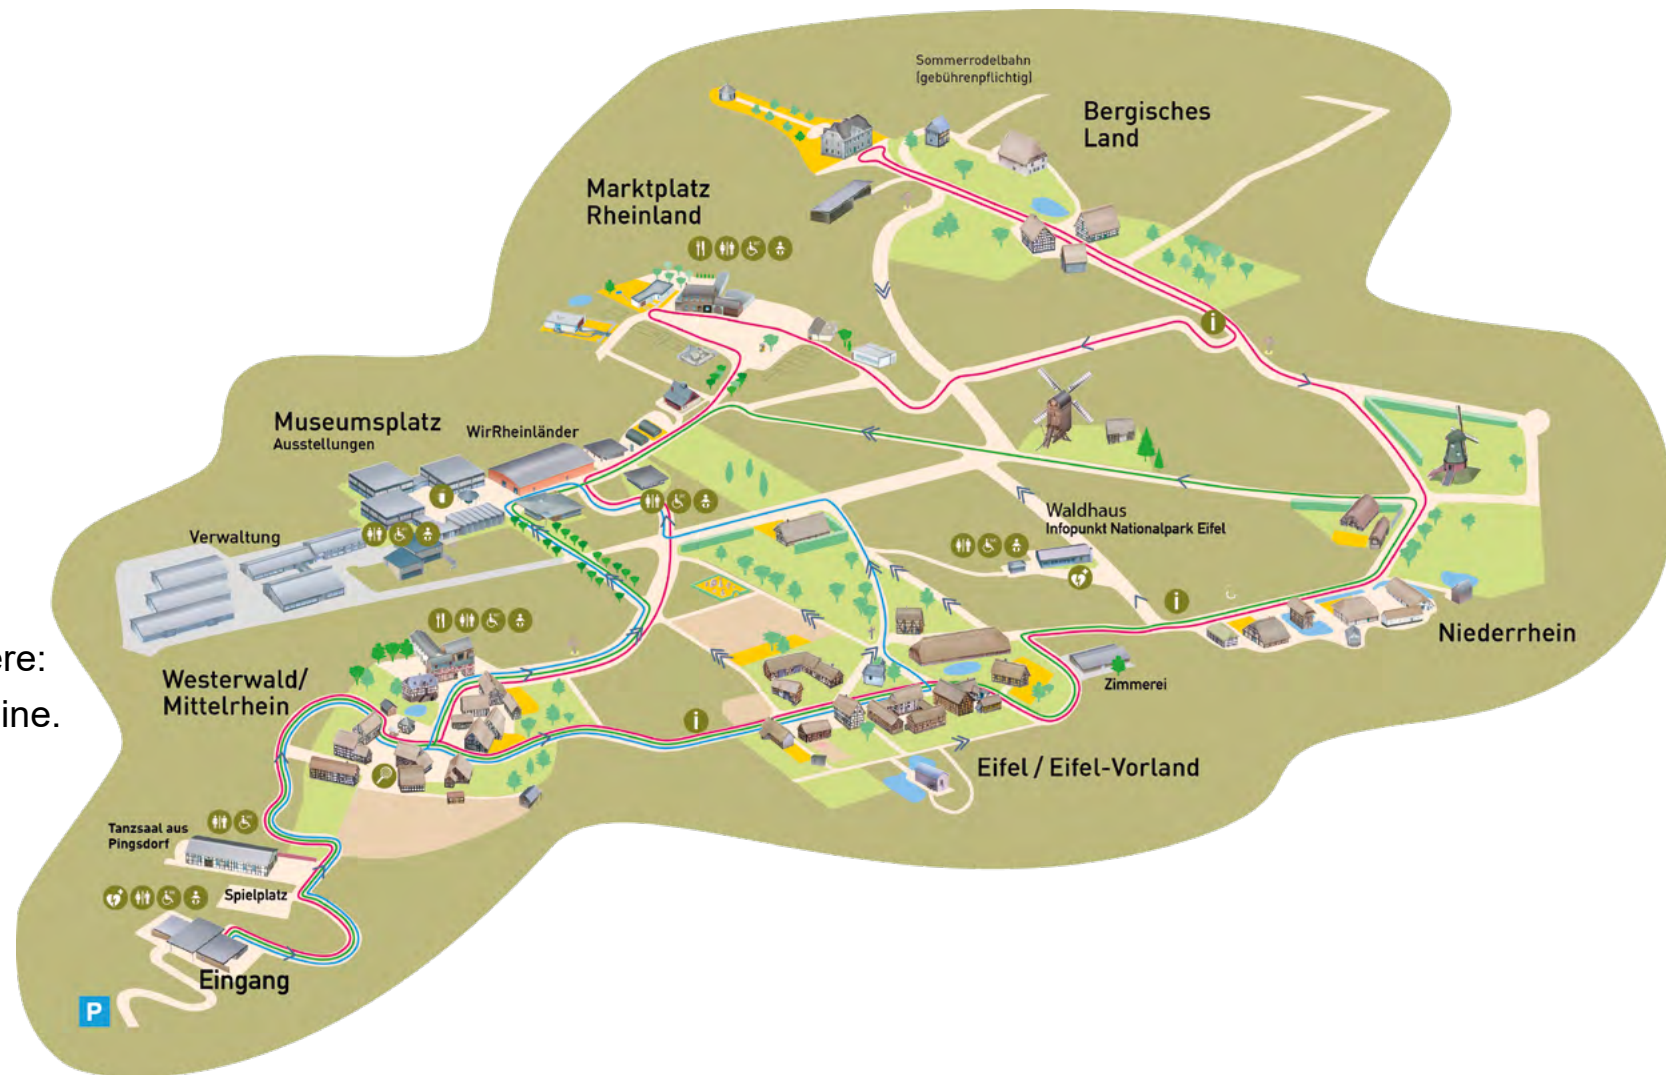 Sommerrodelbahn
(gebührenpflichtig)
Bergisches
Land
Marktplatz
Rheinland
i
Museumsplatz
Ausstellungen
WirRheinländer
Waldhaus
Infopunkt Nationalpark Eifel
Verwaltung
i
Niederrhein
ere:
ine.
Westerwald/
Mittelrhein
Zimmerei
i
Eifel / Eifel-Vorland
Tanzsaal aus
Pingsdorf
Spielplatz
Eingang
P